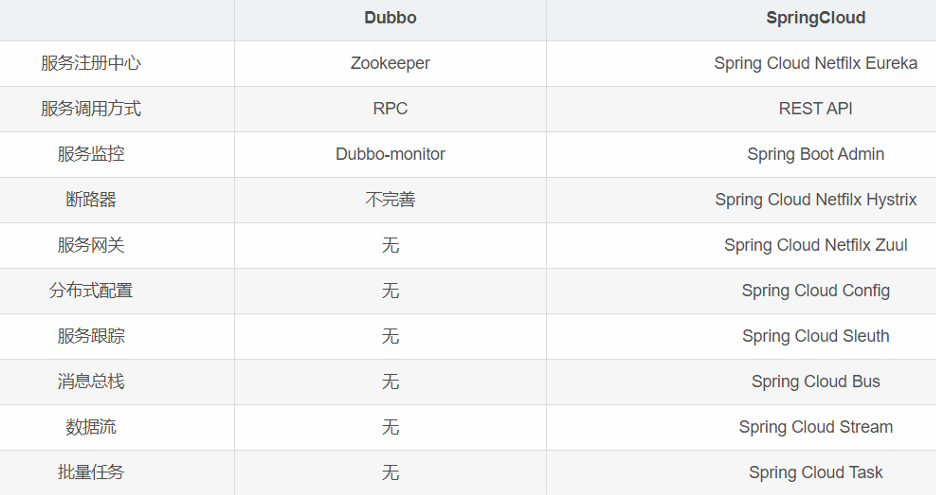 Dubbo SpringCloud
服务注册中心 Zookeeper Spring Cloud Netfilx Eureka
服务调用方式 RPC REST API
服务监控 Dubbo-monitor Spring Boot Admin
断路器 不完善 Spring Cloud Netfilx Hystrix
服务网关 无 Spring Cloud Netfilx Zuul
分布式配置 无 Spring Cloud Config
服务跟踪 无 Spring Cloud Sleuth
消息总栈 无 Spring Cloud Bus
数据流 无 Spring Cloud Stream
批量任务 无 Spring Cloud Task